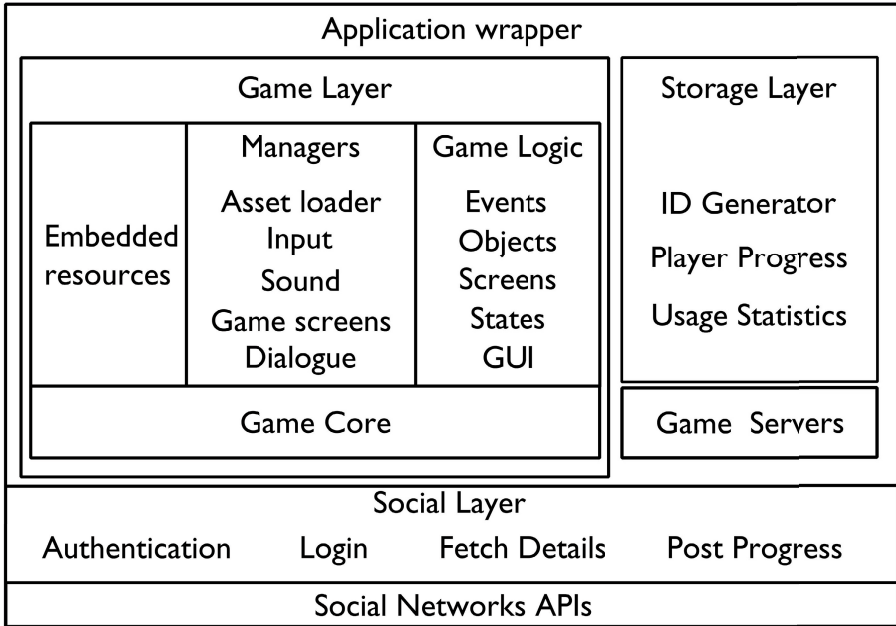 Application wrapper
Game Layer
Embedded
resources
Managers
Asset loader
Input
Sound
Game screens
Dialogue
Game Logic
Events
Objects
Screens
States
GUI
Game Core
Storage Layer
ID Generator
Player Progress
Usage Statistics
Game Servers
Social Layer
Authentication Login Fetch Details Post Progress
Social Networks APIs